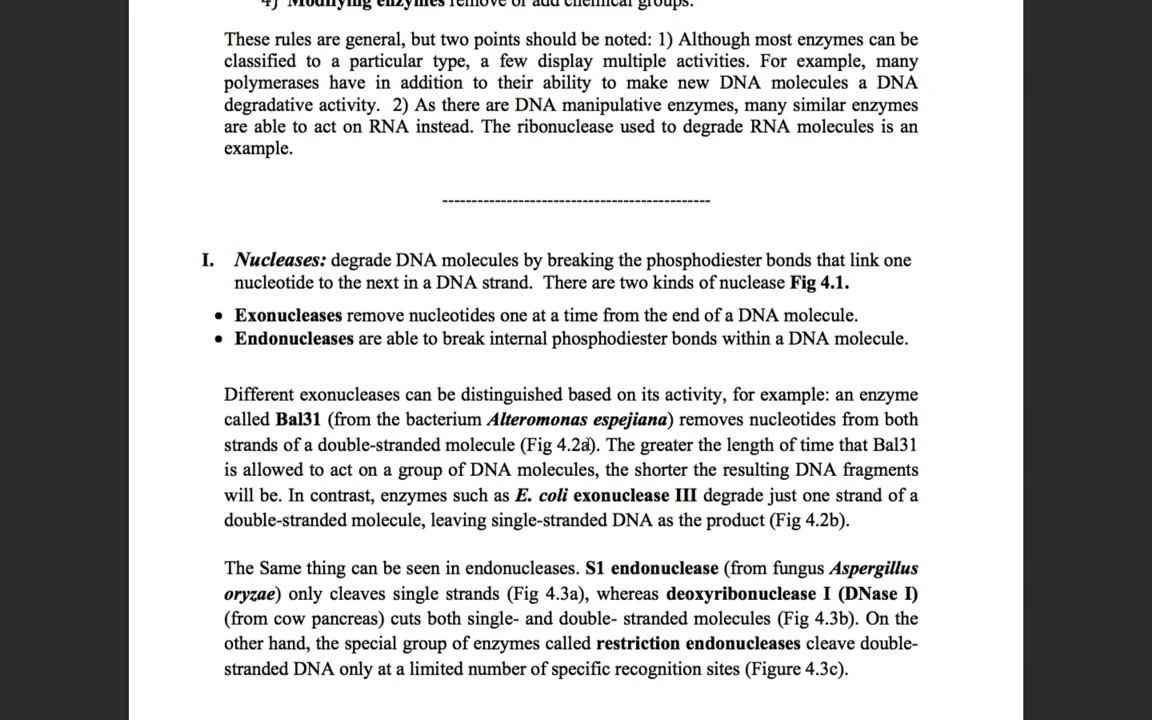 4) Modifying enzymes remove or add chemical groups.
These rules are general, but two points should be noted: 1) Although most enzymes can be
classified to a particular type, a few display multiple activities. For example, many
polymerases have in addition to their ability to make new DNA molecules a DNA
degradative activity. 2) As there are DNA manipulative enzymes, many similar enzymes
are able to act on RNA instead. The ribonuclease used to degrade RNA molecules is an
example.
----------------------------------------------
I. Nucleases: degrade DNA molecules by breaking the phosphodiester bonds that link one
nucleotide to the next in a DNA strand. There are two kinds of nuclease Fig 4.1.
• Exonucleases remove nucleotides one at a time from the end of a DNA molecule.
• Endonucleases are able to break internal phosphodiester bonds within a DNA molecule.
Different exonucleases can be distinguished based on its activity, for example: an enzyme
called Bal31 (from the bacterium Alteromonas espejiana) removes nucleotides from both
strands of a double-stranded molecule (Fig 4.2a). The greater the length of time that Bal31
is allowed to act on a group of DNA molecules, the shorter the resulting DNA fragments
will be. In contrast, enzymes such as E. coli exonuclease III degrade just one strand of a
double-stranded molecule, leaving single-stranded DNA as the product (Fig 4.2b).
The Same thing can be seen in endonucleases. S1 endonuclease (from fungus Aspergillus
oryzae) only cleaves single strands (Fig 4.3a), whereas deoxyribonuclease I (DNase I)
(from cow pancreas) cuts both single- and double- stranded molecules (Fig 4.3b). On the
other hand, the special group of enzymes called restriction endonucleases cleave double-
stranded DNA only at a limited number of specific recognition sites (Figure 4.3c).